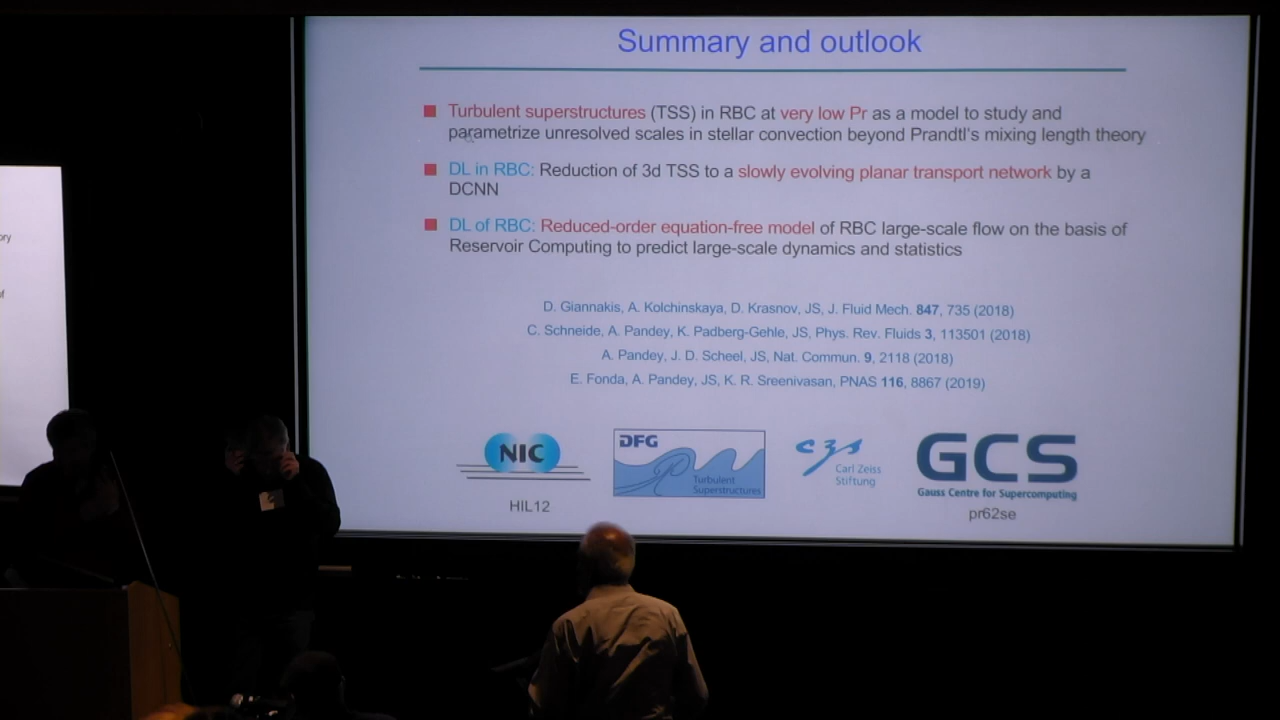 Summary and outlook
Turbulent superstructures (TSS) in RBC at very low Pr as a model to study and
parametrize unresolved scales in stellar convection beyond Prandtl's mixing length theory
DL in RBC: Reduction of 3d TSS to a slowly evolving planar transport network by a
DCNN
DL of RBC: Reduced-order equation-free model of RBC large-scale flow on the basis of
Reservoir Computing to predict large-scale dynamics and statistics
D. Giannakis, A. Kolchinskaya, D. Krasnov, JS, J. Fluid Mech. 847, 735 (2018)
C. Schneide, A. Pandey, K. Padberg-Gehle, JS, Phys. Rev. Fluids 3, 113501 (2018)
A. Pandey, J. D. Scheel, JS, Nat. Commun. 9, 2118 (2018)
E. Fonda, A. Pandey, JS, K. R. Sreenivasan, PNAS 116, 8867 (2019)
NIC
HIL12
DFG
Turbulent
Superstructures
czs
Carl Zeiss
Stiftung
GCS
Gauss Centre for Supercomputing
pr62se